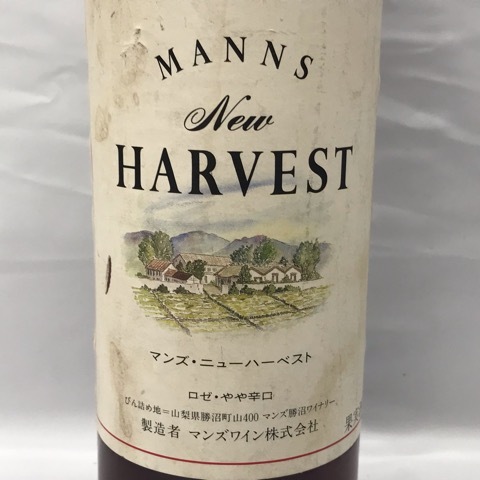 MANNS
New
HARVEST
マンズ・ニューハーベスト
ロゼ・やや辛口
びん詰め地=山梨県勝沼町山400 マンズ勝沼ワイナリー、
製造者 マンズワイン株式会社
果実